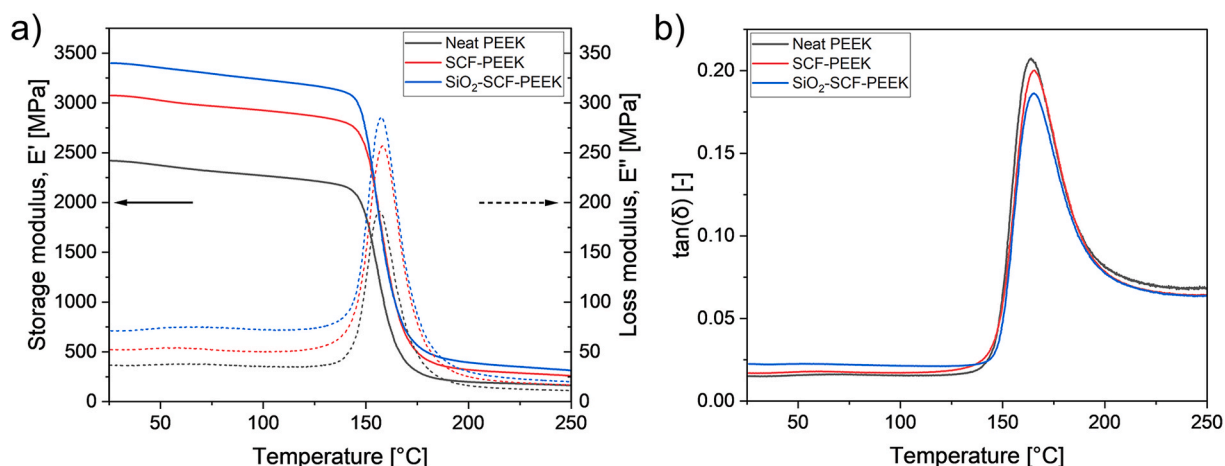 a)
Storage modulus, E' [MPa]
3500
3000
2500
2000
1500
1000
500
0
Neat PEEK
SCF-PEEK
SiO₂-SCF-PEEK
350
300
250
200
150
100
50
0
Loss modulus, E'' [MPa]
50 100 150 200 250
Temperature [°C]
b)
tan(δ) [-]
0.20
0.15
0.10
0.05
0.00
Neat PEEK
SCF-PEEK
SiO₂-SCF-PEEK
50 100 150 200 250
Temperature [°C]